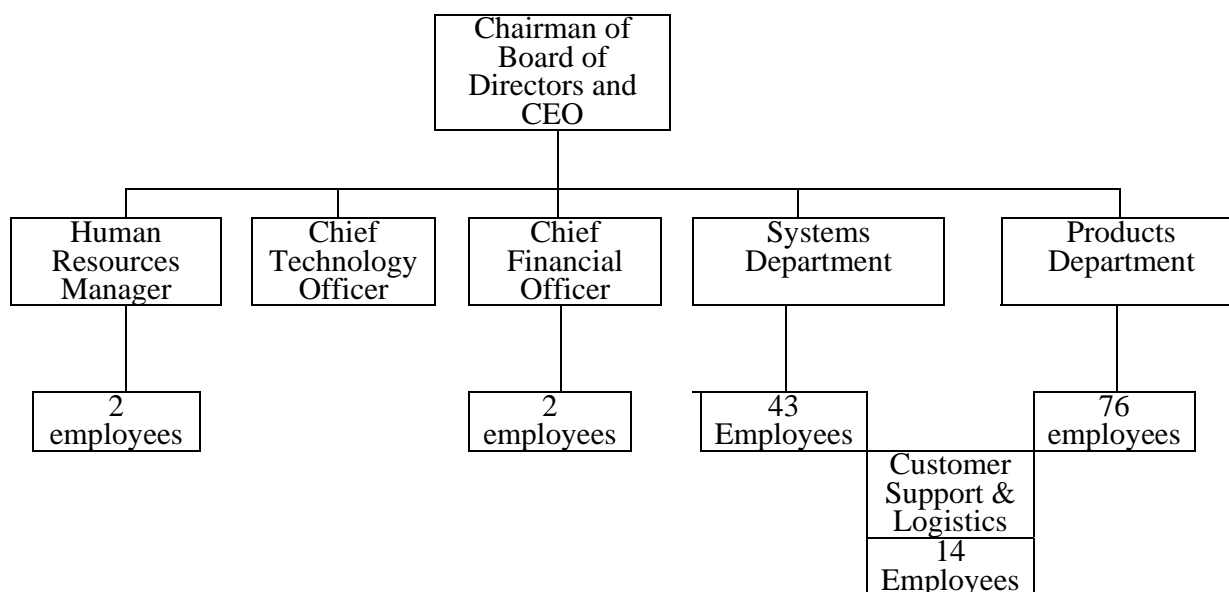 Chairman of
Board of
Directors and
CEO
Human
Resources
Manager
Chief
Technology
Officer
Chief
Financial
Officer
Systems
Department
Products
Department
2
employees
2
employees
43
Employees
76
employees
Customer
Support &
Logistics
14
Employees